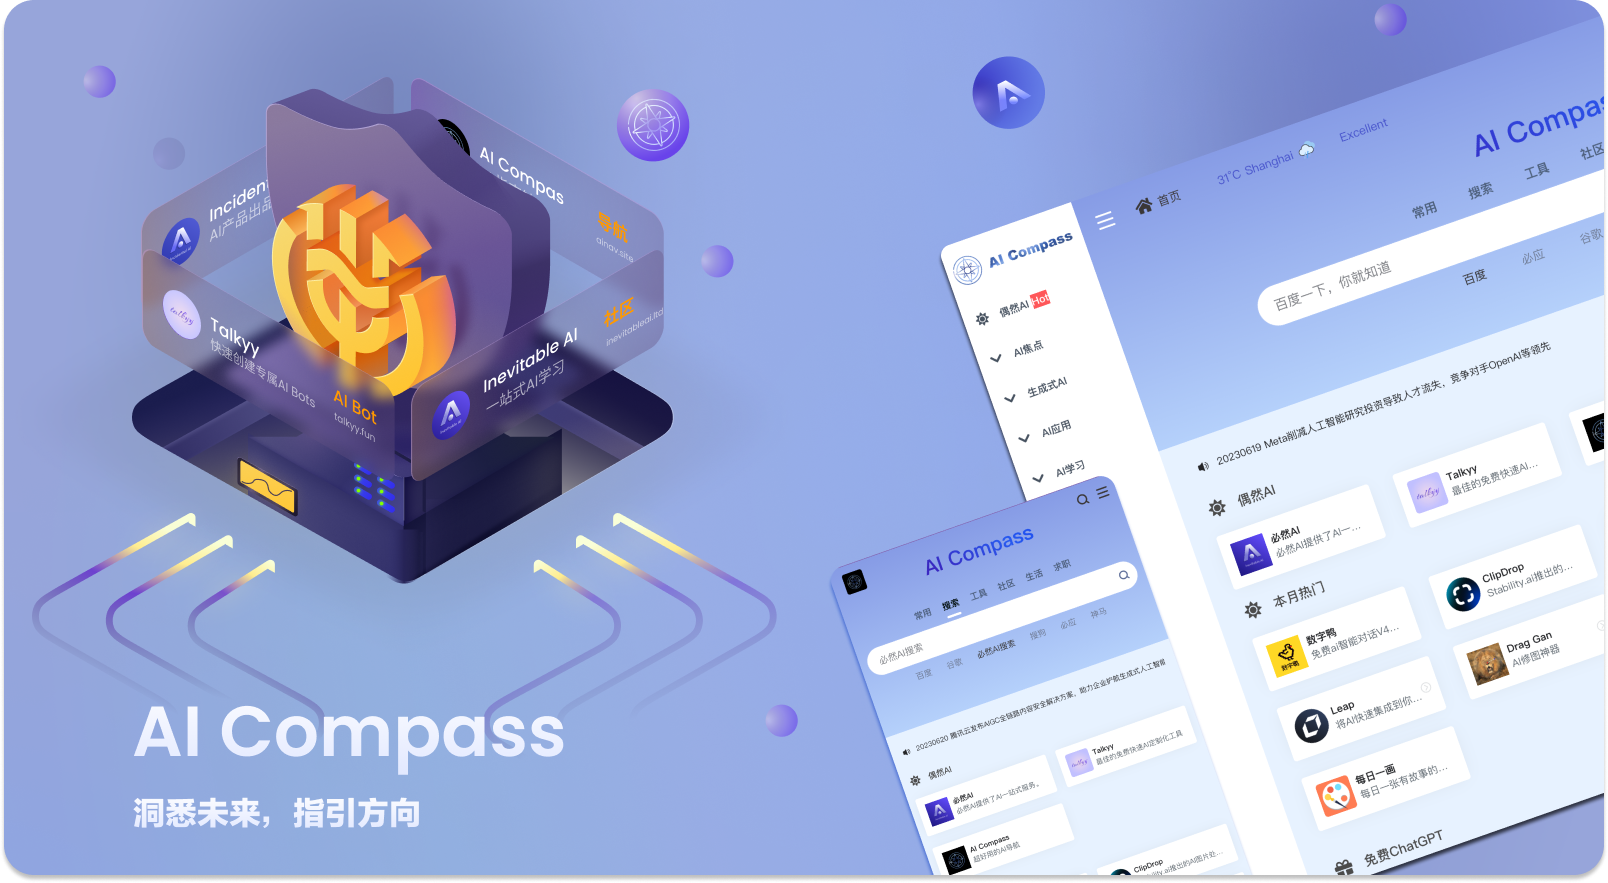 Incident
AI产品出品
AI Compas
导航
ainav.site
Talkyy
快速创建专属AI Bots
AI Bot
talkyy.fun
Inevitable AI
一站式AI学习
社区
inevitableai.ltd
AI Compass
洞悉未来，指引方向
首页
31°C Shanghai
Excellent
AI Compas
常用
搜索
工具
社区
百度一下，你就知道
百度
必应
谷歌
AI Compass
偶然AI Hot
AI焦点
生成式AI
AI应用
AI学习
20230619 Meta削减人工智能研究投资导致人才流失，竞争对手OpenAI等领先
偶然AI
必然AI
必然AI提供了AI一...
Talkyy
最佳的免费快速AI...
本月热门
数字鸭
免费ai智能对话V4...
ClipDrop
Stability.ai推出的...
Leap
将AI快速集成到你...
Drag Gan
AI修图神器
每日一画
每日一张有故事的...
免费ChatGPT
AI Compass
常用
搜索
工具
社区
生活
求职
必然AI搜索
百度
谷歌
必然AI搜索
搜狗
必应
神马
20230620 腾讯云发布AIGC全链路内容安全解决方案，助力企业护航生成式人工智能
偶然AI
必然AI
必然AI提供了AI一站式服务。
Talkyy
最佳的免费快速AI定制化工具
AI Compass
超好用的AI导航
ClipDrop
Stability.ai推出的AI图片处...